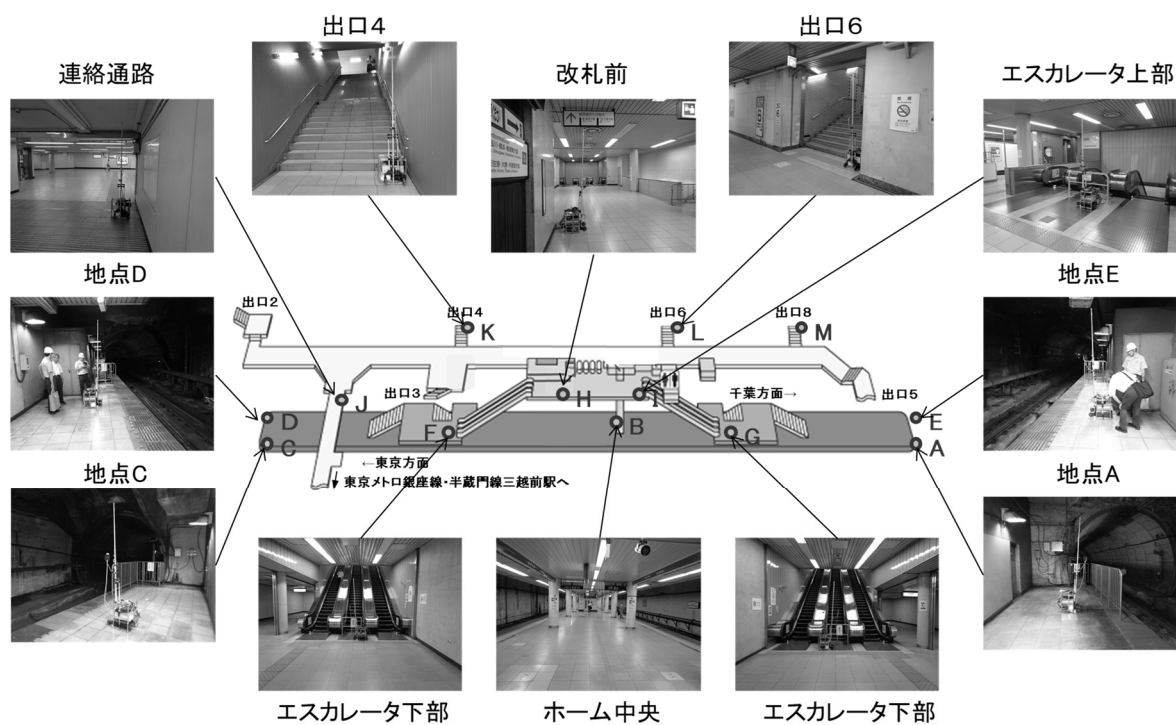 出口4
出口6
連絡通路
改札前
エスカレータ上部
地点D
地点E
出口2
出口4
K
出口6
L
出口8
M
J
出口3
H
I
千葉方面→
出口5
D
F
B
G
E
C
A
←東京方面
地点C
東京メトロ銀座線・半蔵門線三越前駅へ
地点A
エスカレータ下部
ホーム中央
エスカレータ下部